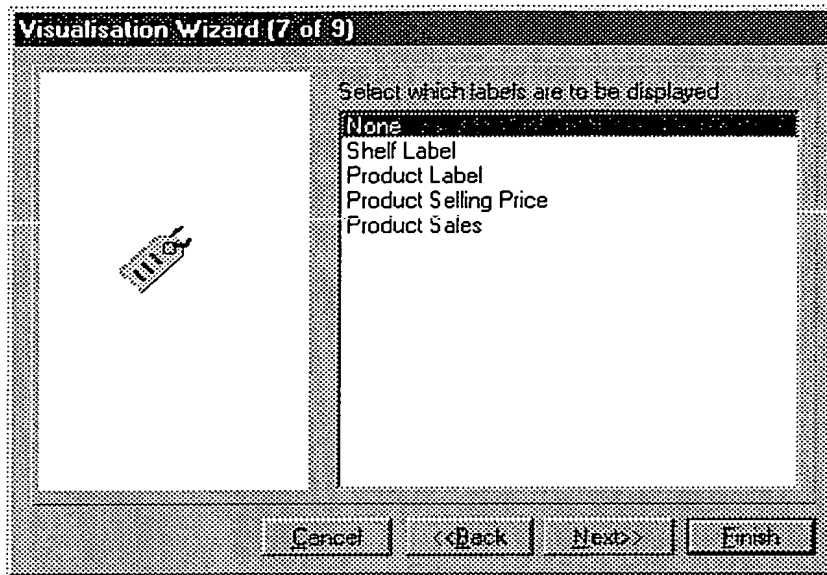 Visualisation Wizard (7 of 9)
Select which labels are to be displayed
None
Shelf Label
Product Label
Product Selling Price
Product Sales
Cancel
<<Back
Next>>
Finish